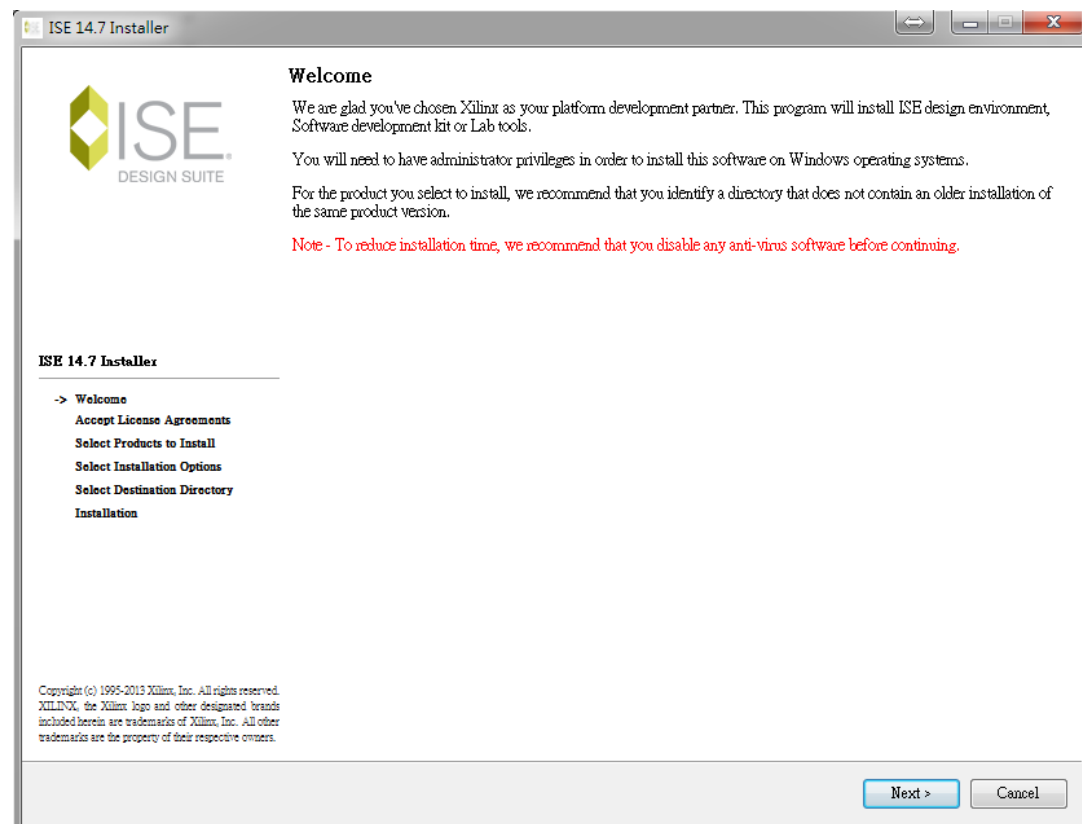 ISE 14.7 Installer
ISE.
DESIGN SUITE
Welcome
We are glad you've chosen Xilinx as your platform development partner. This program will install ISE design environment,
Software development kit or Lab tools.
You will need to have administrator privileges in order to install this software on Windows operating systems.
For the product you select to install, we recommend that you identify a directory that does not contain an older installation of
the same product version.
Note - To reduce installation time, we recommend that you disable any anti-virus software before continuing.
ISE 14.7 Installer
-> Welcome
Accept License Agreements
Select Products to Install
Select Installation Options
Select Destination Directory
Installation
Copyright (c) 1995-2013 Xilinx, Inc. All rights reserved.
XILINX, the Xilinx logo and other designated brands
included herein are trademarks of Xilinx, Inc. All other
trademarks are the property of their respective owners.
Next >
Cancel